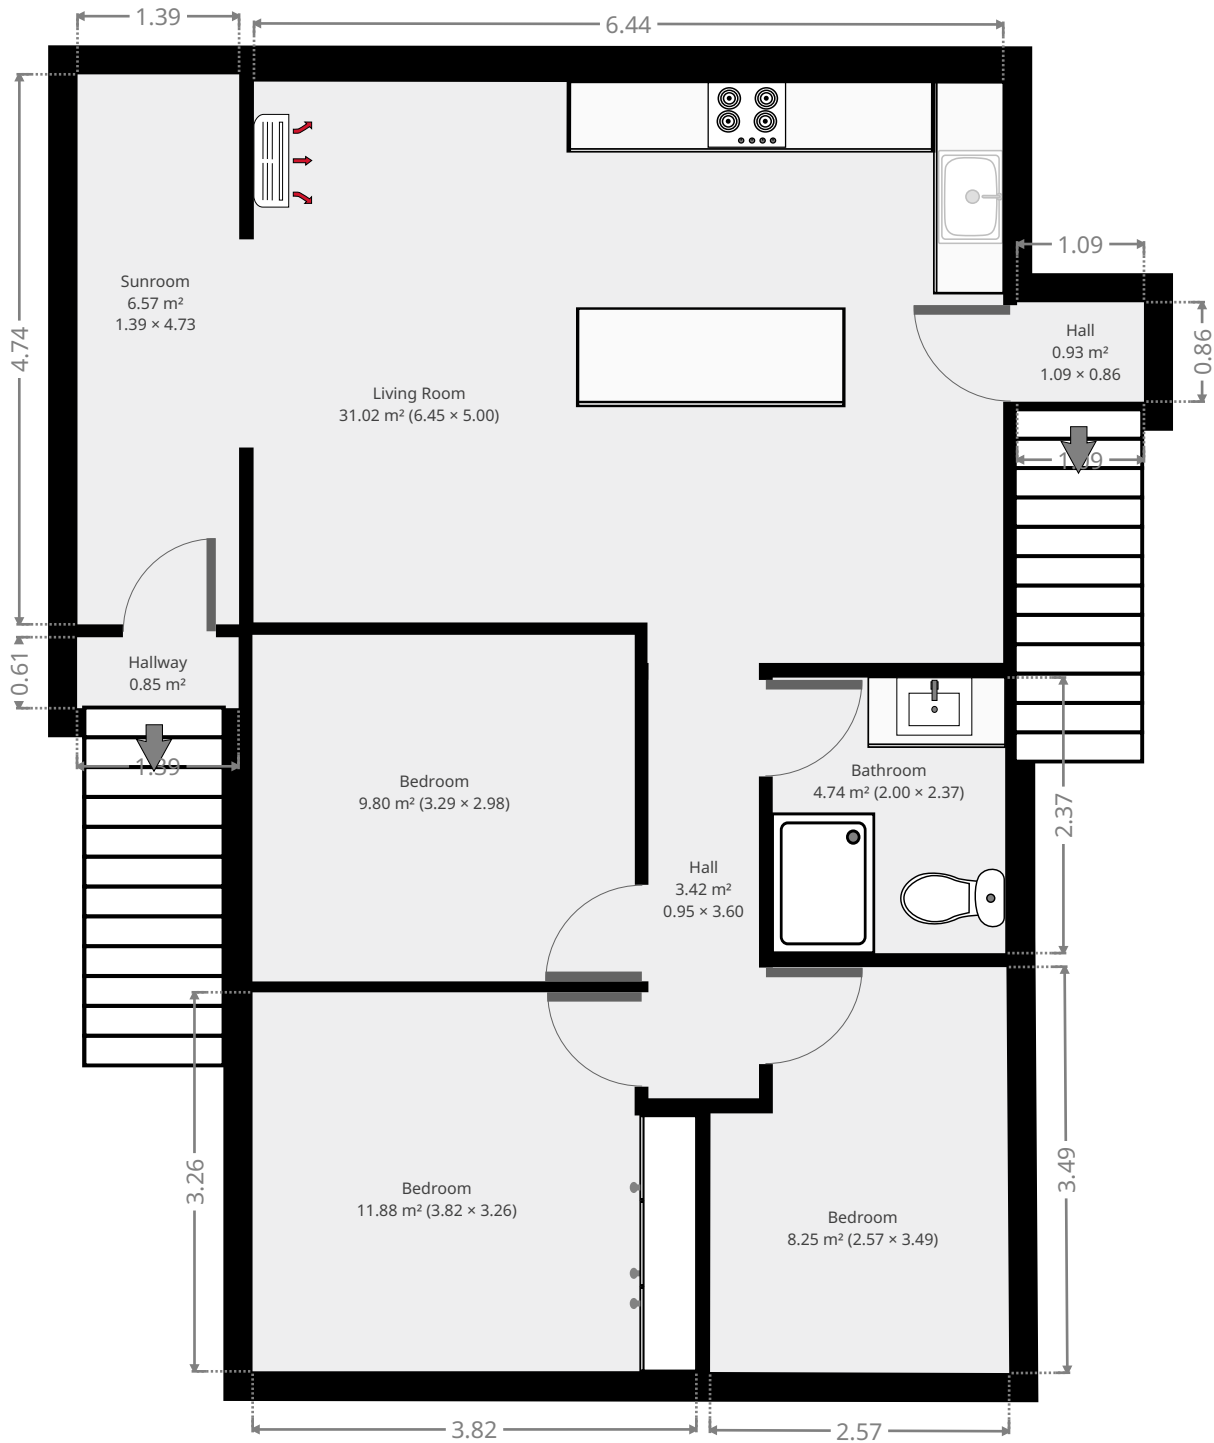 1.39
6.44
1.09
Sunroom
6.57 m²
1.39 × 4.73
4.74
Hall
0.93 m²
1.09 × 0.86
0.86
Living Room
31.02 m² (6.45 × 5.00)
1.09
Hallway
0.85 m²
0.61
1.39
Bedroom
9.80 m² (3.29 × 2.98)
Bathroom
4.74 m² (2.00 × 2.37)
2.37
Hall
3.42 m²
0.95 × 3.60
3.26
Bedroom
11.88 m² (3.82 × 3.26)
Bedroom
8.25 m² (2.57 × 3.49)
3.49
3.82
2.57